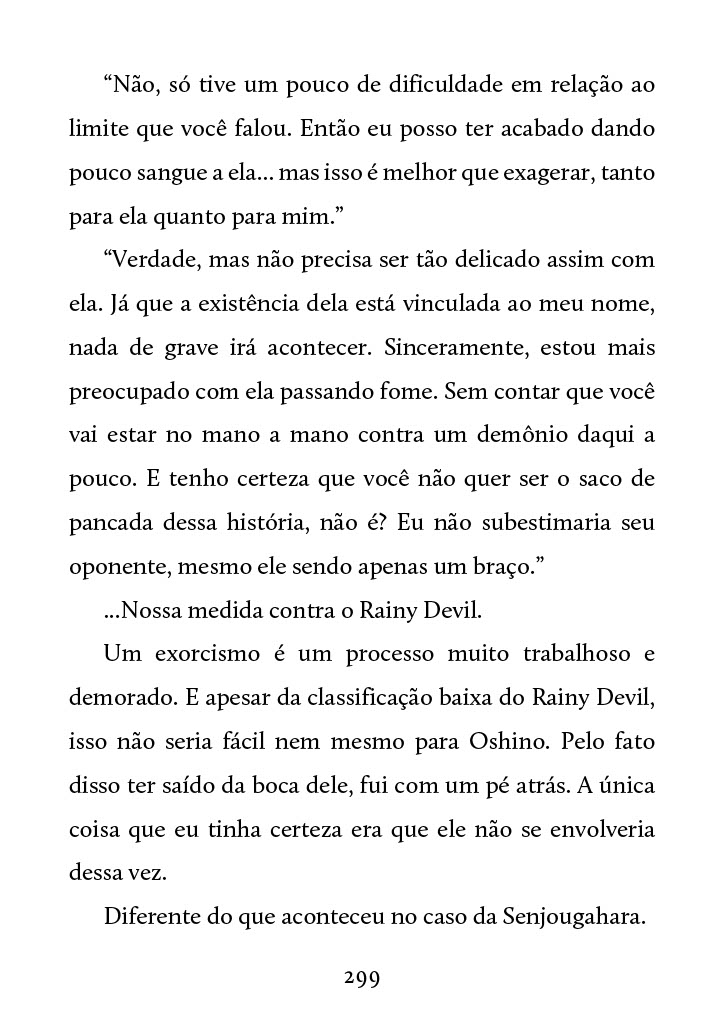 “Não, só tive um pouco de dificuldade em relação ao
limite que você falou. Então eu posso ter acabado dando
pouco sangue a ela... mas isso é melhor que exagerar, tanto
para ela quanto para mim.”
“Verdade, mas não precisa ser tão delicado assim com
ela. Já que a existência dela está vinculada ao meu nome,
nada de grave irá acontecer. Sinceramente, estou mais
preocupado com ela passando fome. Sem contar que você
vai estar no mano a mano contra um demônio daqui a
pouco. E tenho certeza que você não quer ser o saco de
pancada dessa história, não é? Eu não subestimaria seu
oponente, mesmo ele sendo apenas um braço.”
...Nossa medida contra o Rainy Devil.
Um exorcismo é um processo muito trabalhoso e
demorado. E apesar da classificação baixa do Rainy Devil,
isso não seria fácil nem mesmo para Oshino. Pelo fato
disso ter saído da boca dele, fui com um pé atrás. A única
coisa que eu tinha certeza era que ele não se envolveria
dessa vez.
Diferente do que aconteceu no caso da Senjougahara.
299